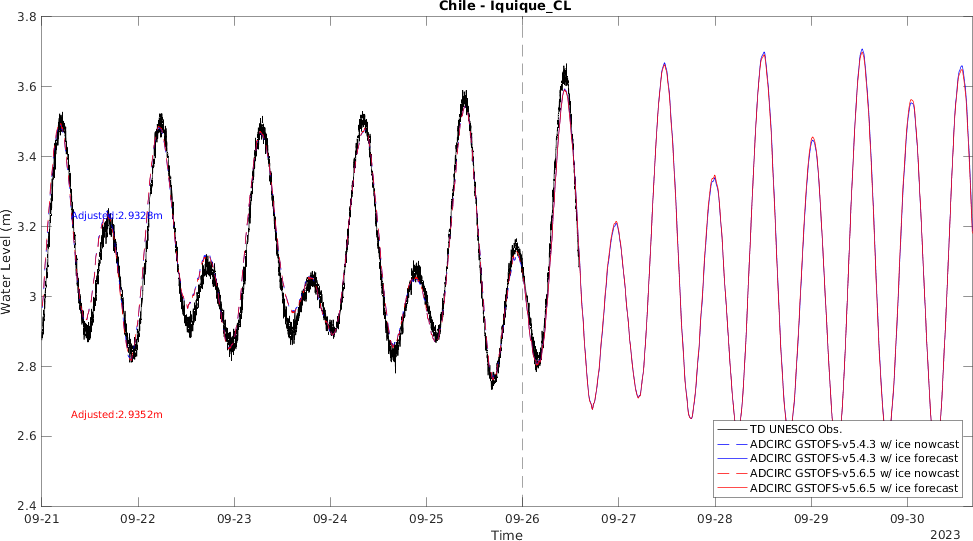 Chile - Iquique_CL
3.8
3.6
3.4
3.2
3
2.8
2.6
2.4
Water Level (m)
Adjusted:2.9328m
Adjusted:2.9352m
TD UNESCO Obs.
ADCIRC GSTOFS-v5.4.3 w/ ice nowcast
ADCIRC GSTOFS-v5.4.3 w/ ice forecast
ADCIRC GSTOFS-v5.6.5 w/ ice nowcast
ADCIRC GSTOFS-v5.6.5 w/ ice forecast
09-21 09-22 09-23 09-24 09-25 09-26 09-27 09-28 09-29 09-30
Time
2023